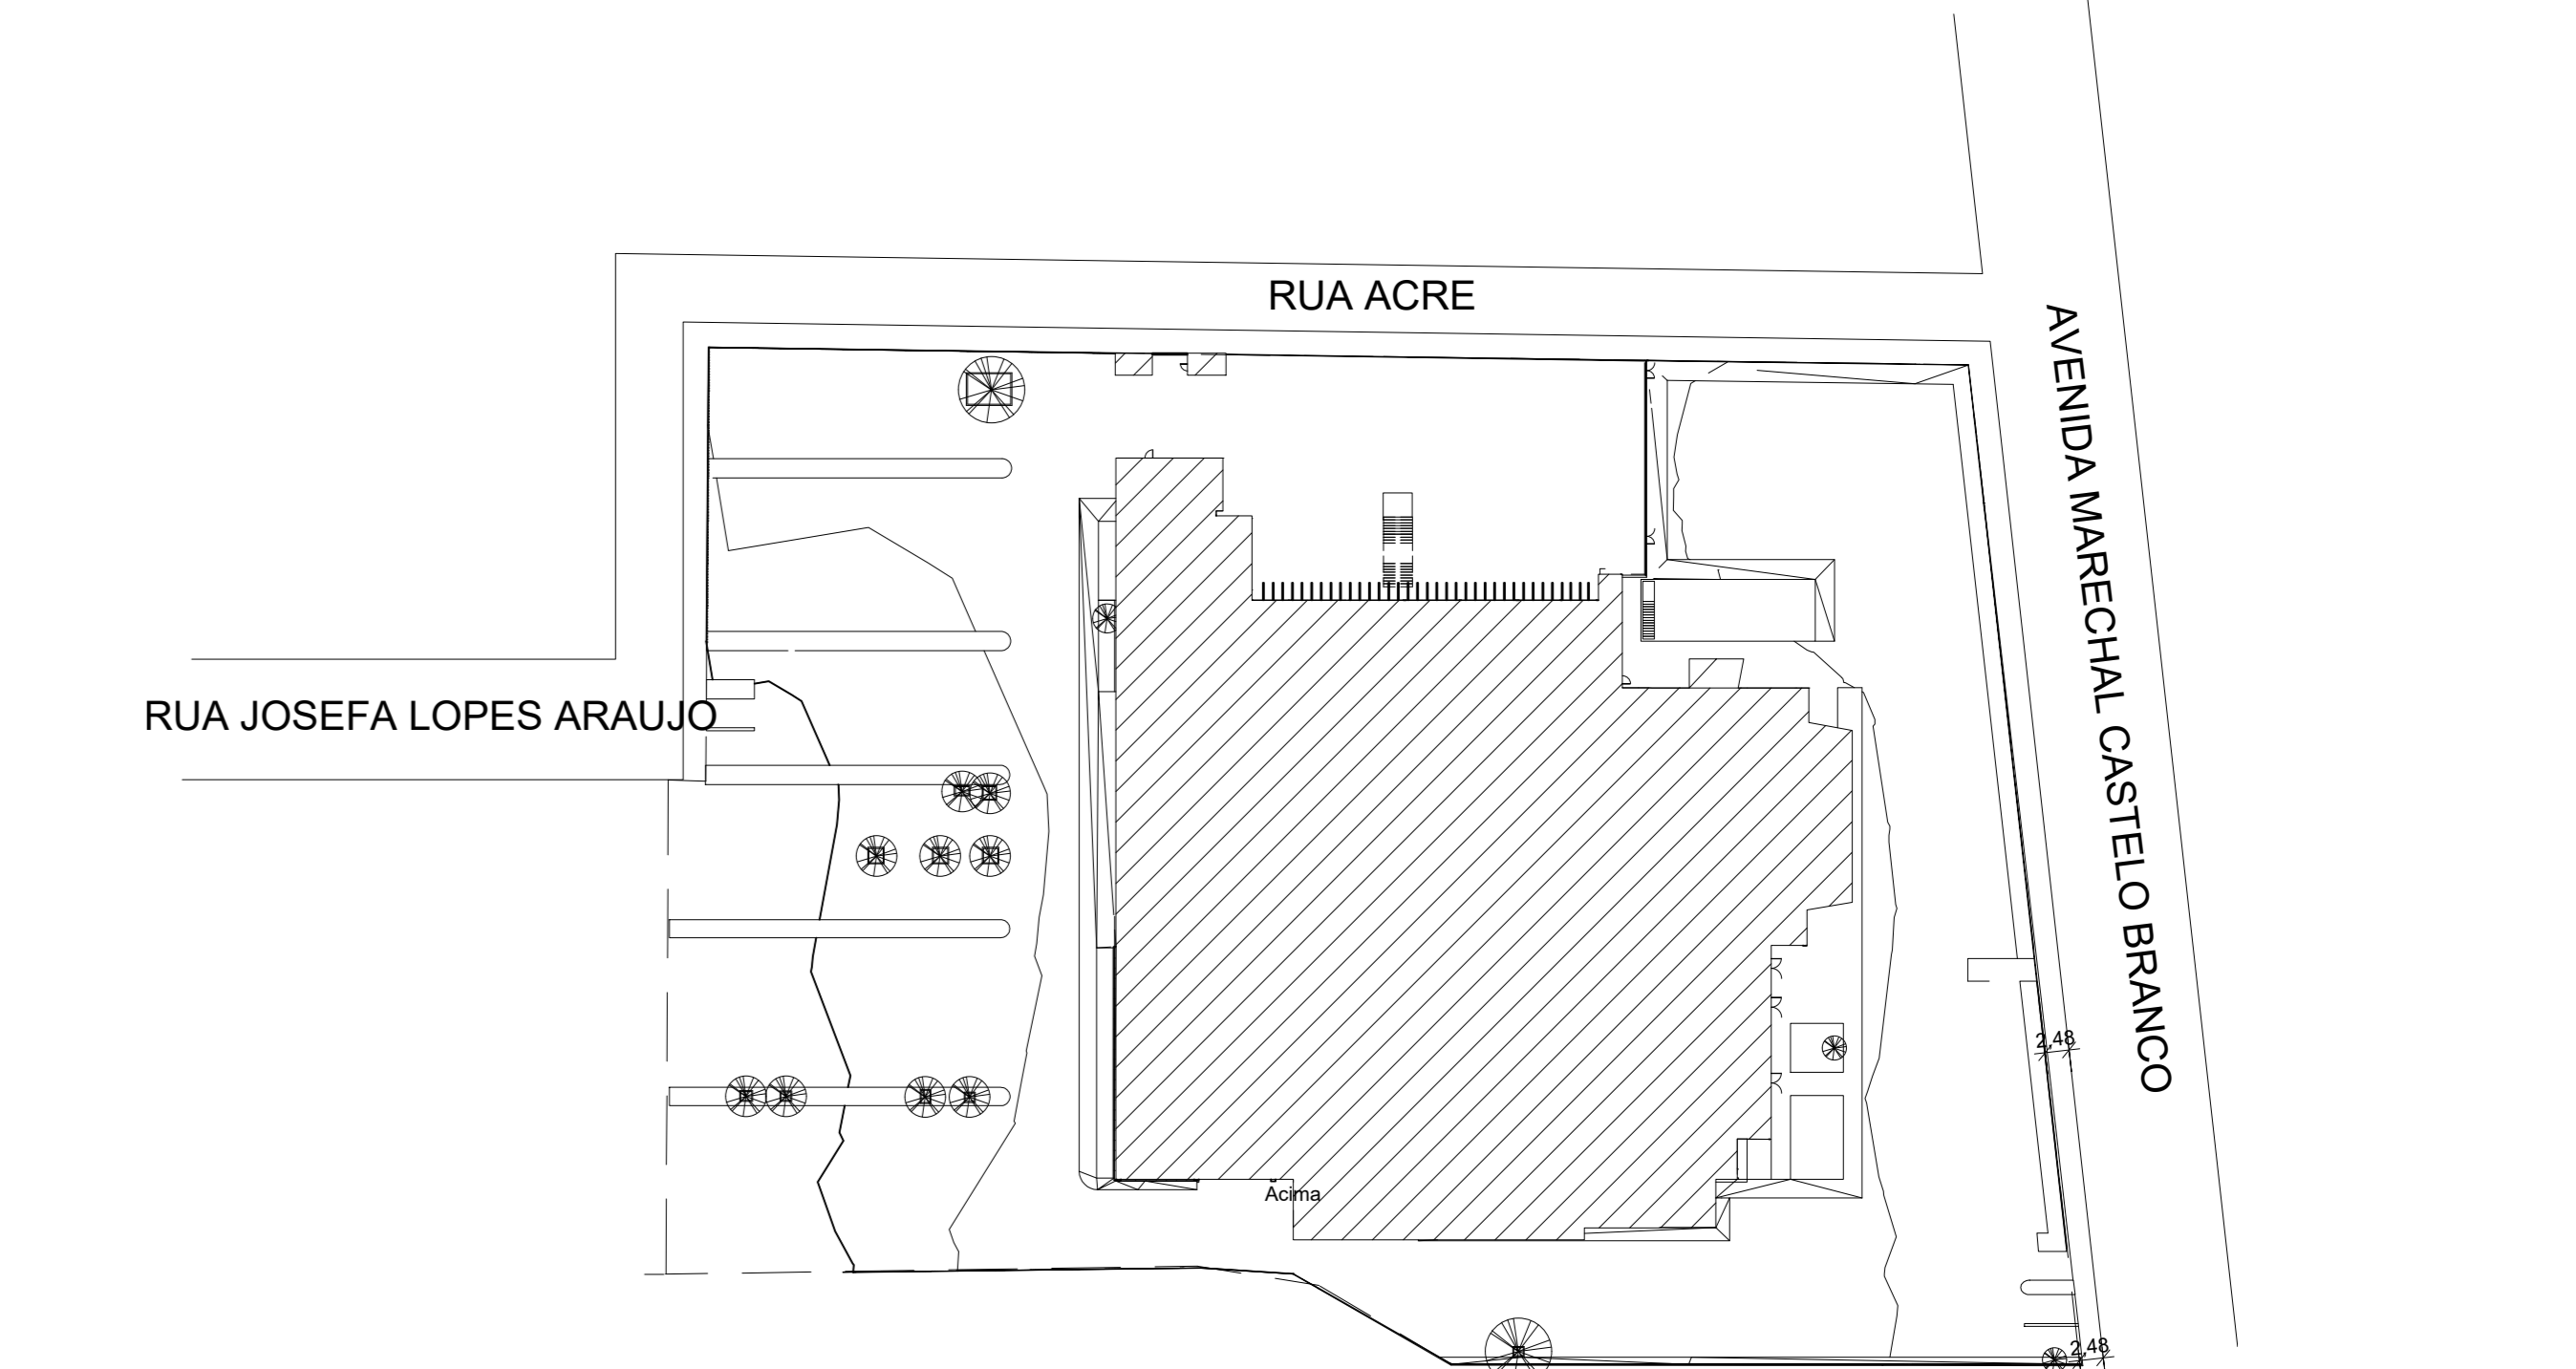 RUA ACRE
AVENIDA MARECHAL CASTELO BRANCO
RUA JOSEFA LOPES ARAUJO
2,48
Acima
2,48